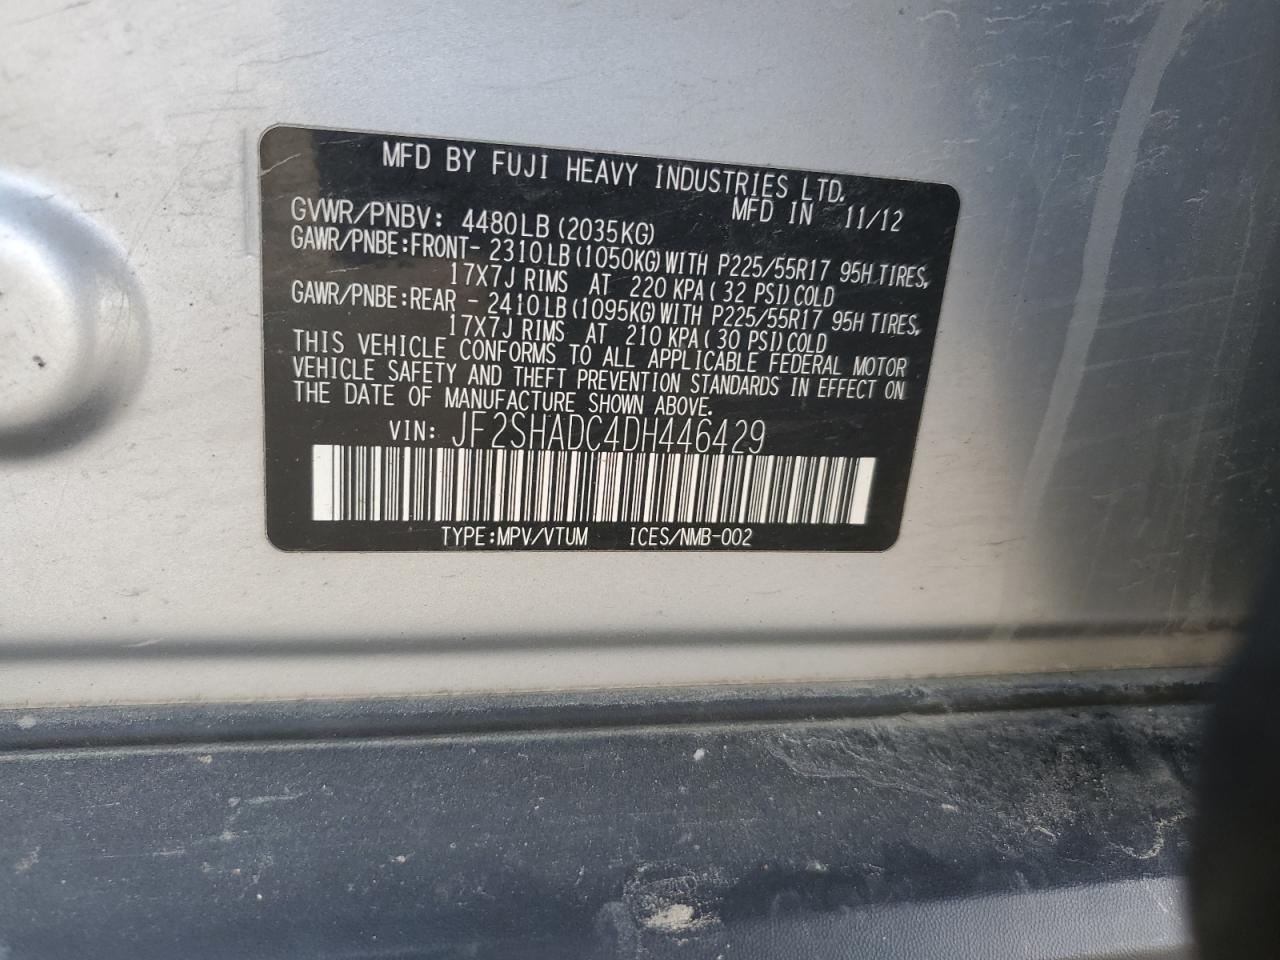 MFD BY FUJI HEAVY INDUSTRIES LTD.
MFD IN 11/12
GVWR/PNBV: 4480LB (2035KG)
GAWR/PNBE:FRONT- 2310LB (1050KG) WITH P225/55R17 95H TIRES,
17X7J RIMS AT 220 KPA ( 32 PSI) COLD
GAWR/PNBE:REAR - 2410LB (1095KG) WITH P225/55R17 95H TIRES,
17X7J RIMS AT 210 KPA ( 30 PSI) COLD
THIS VEHICLE CONFORMS TO ALL APPLICABLE FEDERAL MOTOR
VEHICLE SAFETY AND THEFT PREVENTION STANDARDS IN EFFECT ON
THE DATE OF MANUFACTURE SHOWN ABOVE.
VIN: JF2SHADC4DH446429
TYPE:MPV/VTUM ICES/NMB-002